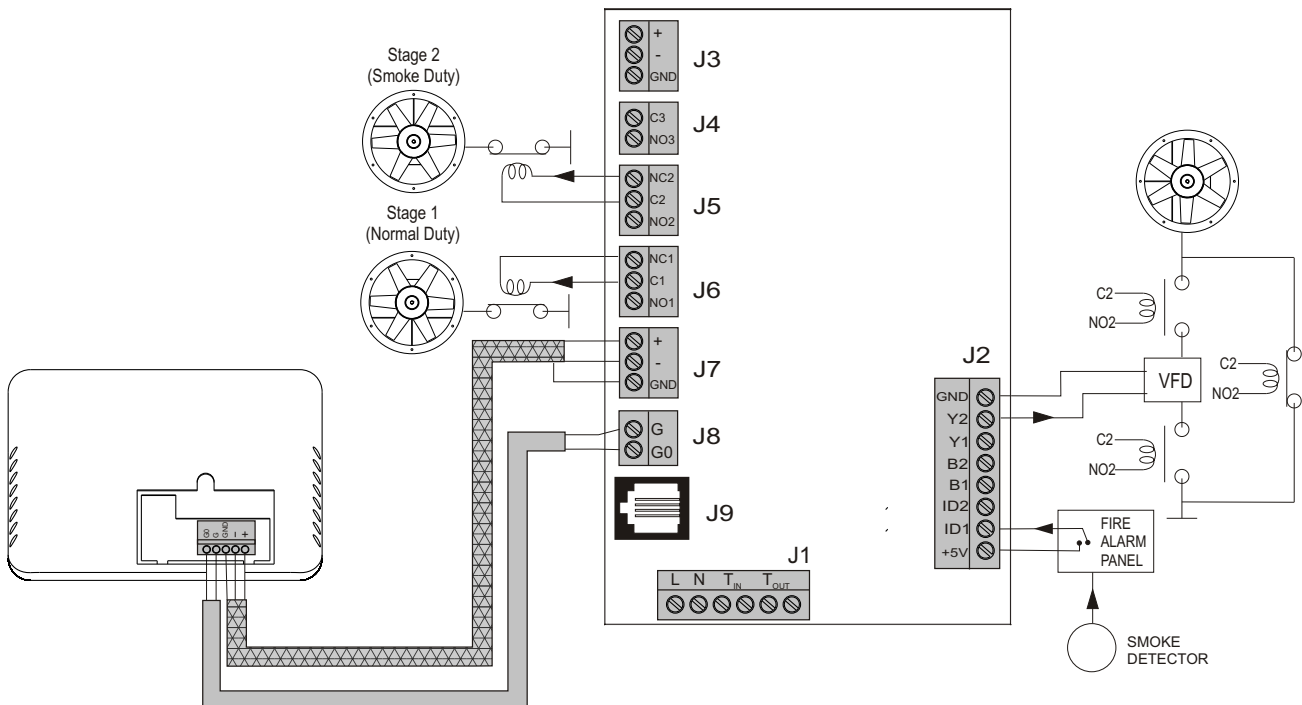 Stage 2
(Smoke Duty)
Stage 1
(Normal Duty)
+
-
GND
J3
C3
NO3
J4
NC2
C2
NO2
J5
NC1
C1
NO1
J6
+
-
GND
J7
G
G0
J8
J9
J1
L N TIN TOUT
J2
GND
Y2
Y1
B2
B1
ID2
ID1
+5V
C2
NO2
VFD
C2
NO2
C2
NO2
FIRE
ALARM
PANEL
SMOKE
DETECTOR
G0 G GND - +